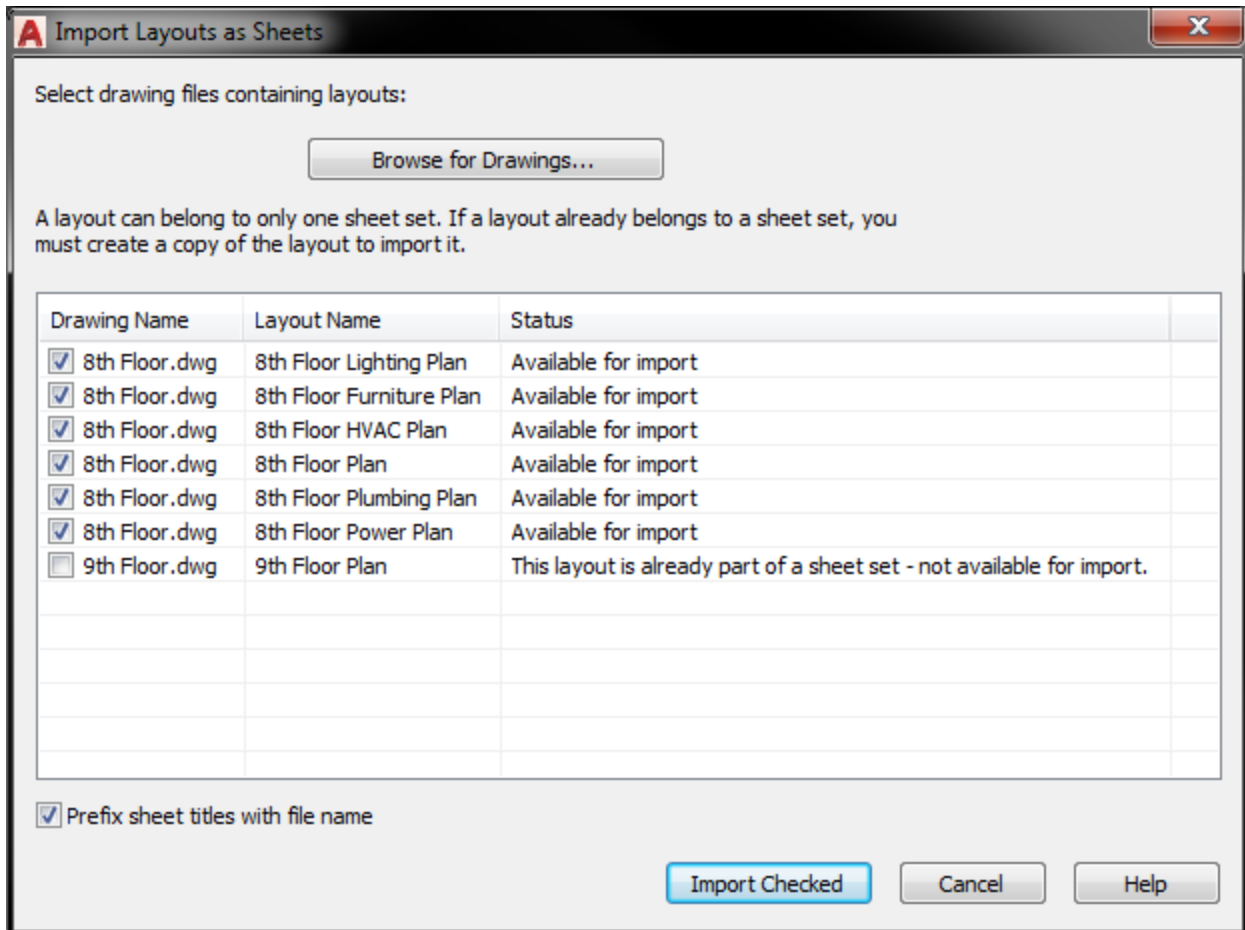 Import Layouts as Sheets
Select drawing files containing layouts:
Browse for Drawings...
A layout can belong to only one sheet set. If a layout already belongs to a sheet set, you
must create a copy of the layout to import it.
Drawing Name Layout Name Status
8th Floor.dwg 8th Floor Lighting Plan Available for import
8th Floor.dwg 8th Floor Furniture Plan Available for import
8th Floor.dwg 8th Floor HVAC Plan Available for import
8th Floor.dwg 8th Floor Plan Available for import
8th Floor.dwg 8th Floor Plumbing Plan Available for import
8th Floor.dwg 8th Floor Power Plan Available for import
9th Floor.dwg 9th Floor Plan This layout is already part of a sheet set - not available for import.
Prefix sheet titles with file name
Import Checked Cancel Help